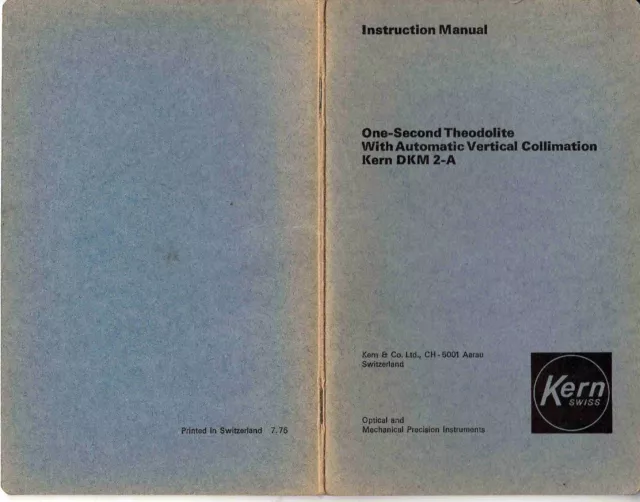 Printed in Switzerland 7.75
Instruction Manual
One-Second Theodolite
With Automatic Vertical Collimation
Kern DKM 2-A
Kern & Co. Ltd., CH-5001 Aarau
Switzerland
Kern
SWISS
Optical and
Mechanical Precision Instruments